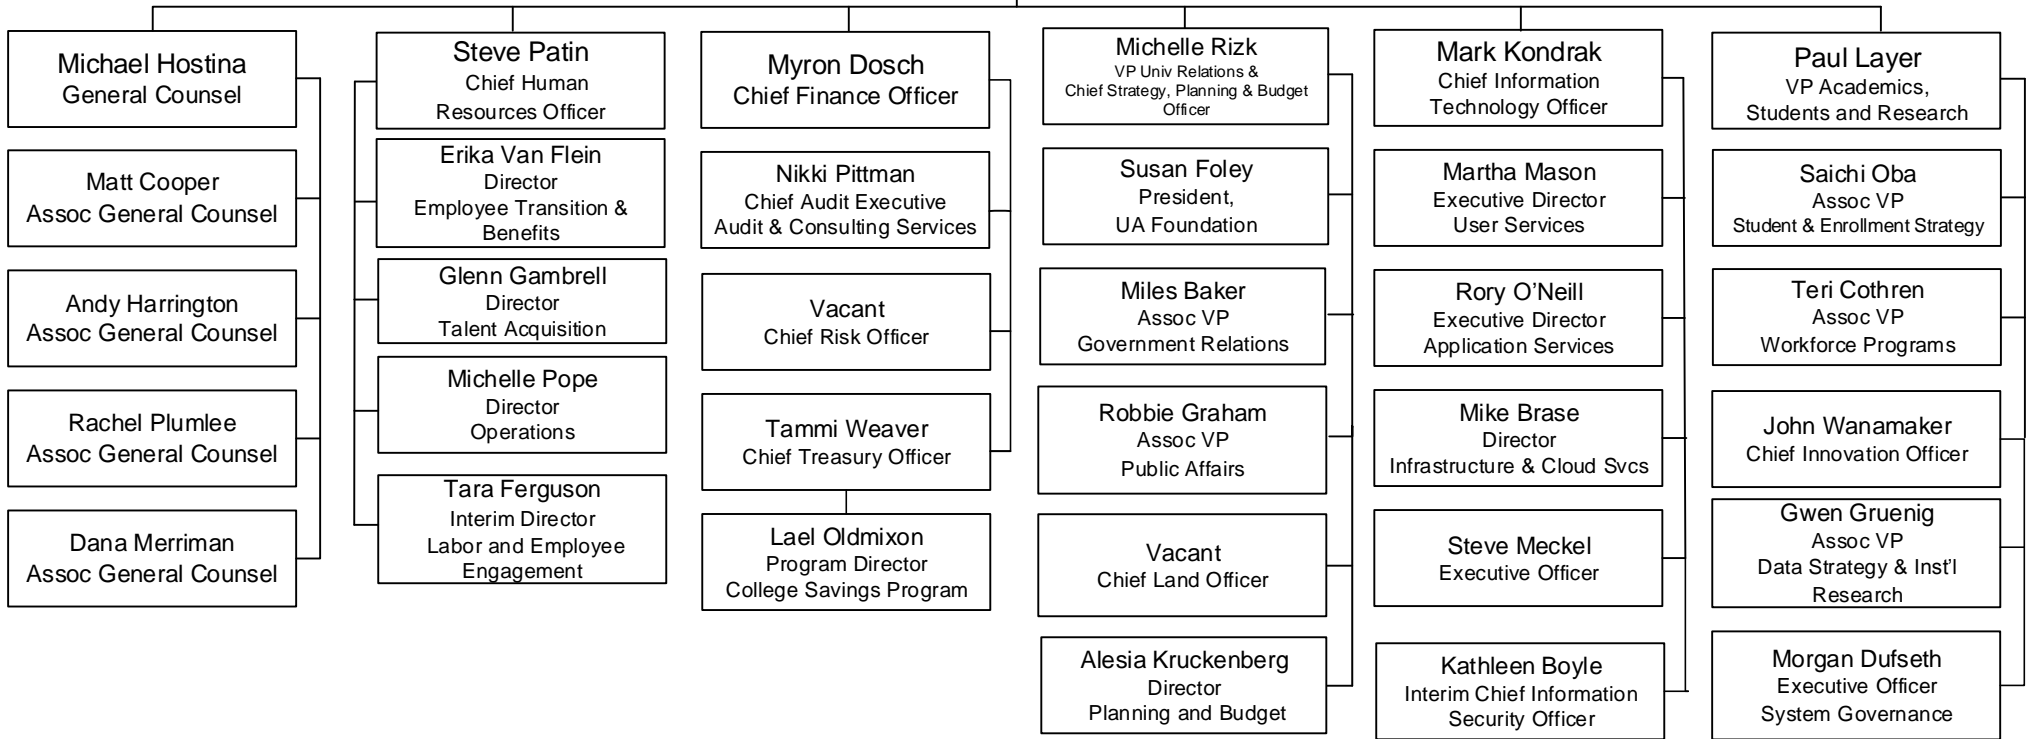 Michael Hostina
General Counsel
Matt Cooper
Assoc General Counsel
Andy Harrington
Assoc General Counsel
Rachel Plumlee
Assoc General Counsel
Dana Merriman
Assoc General Counsel
Steve Patin
Chief Human
Resources Officer
Erika Van Flein
Director
Employee Transition &
Benefits
Glenn Gambrell
Director
Talent Acquisition
Michelle Pope
Director
Operations
Tara Ferguson
Interim Director
Labor and Employee
Engagement
Myron Dosch
Chief Finance Officer
Nikki Pittman
Chief Audit Executive
Audit & Consulting Services
Vacant
Chief Risk Officer
Tammi Weaver
Chief Treasury Officer
Lael Oldmixon
Program Director
College Savings Program
Michelle Rizk
VP Univ Relations &
Chief Strategy, Planning & Budget
Officer
Susan Foley
President,
UA Foundation
Miles Baker
Assoc VP
Government Relations
Robbie Graham
Assoc VP
Public Affairs
Vacant
Chief Land Officer
Alesia Kruckenberg
Director
Planning and Budget
Mark Kondrak
Chief Information
Technology Officer
Martha Mason
Executive Director
User Services
Rory O’Neill
Executive Director
Application Services
Mike Brase
Director
Infrastructure & Cloud Svcs
Steve Meckel
Executive Officer
Kathleen Boyle
Interim Chief Information
Security Officer
Paul Layer
VP Academics,
Students and Research
Saichi Oba
Assoc VP
Student & Enrollment Strategy
Teri Cothren
Assoc VP
Workforce Programs
John Wanamaker
Chief Innovation Officer
Gwen Gruenig
Assoc VP
Data Strategy & Inst’l
Research
Morgan Dufseth
Executive Officer
System Governance